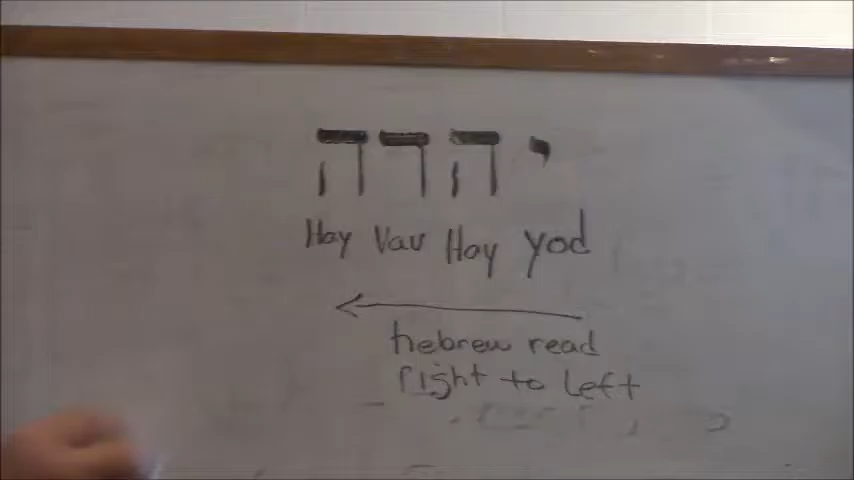 יהוה
Hay Vav Hay yod
hebrew read
right to left